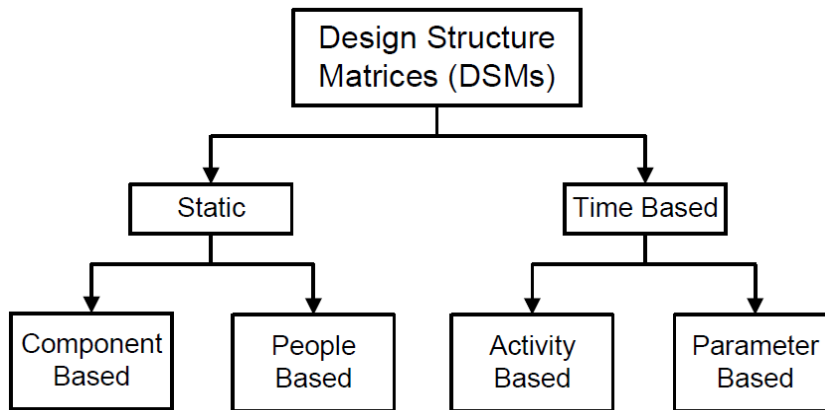 Design Structure
Matrices (DSMs)
Static
Time Based
Component
Based
People
Based
Activity
Based
Parameter
Based